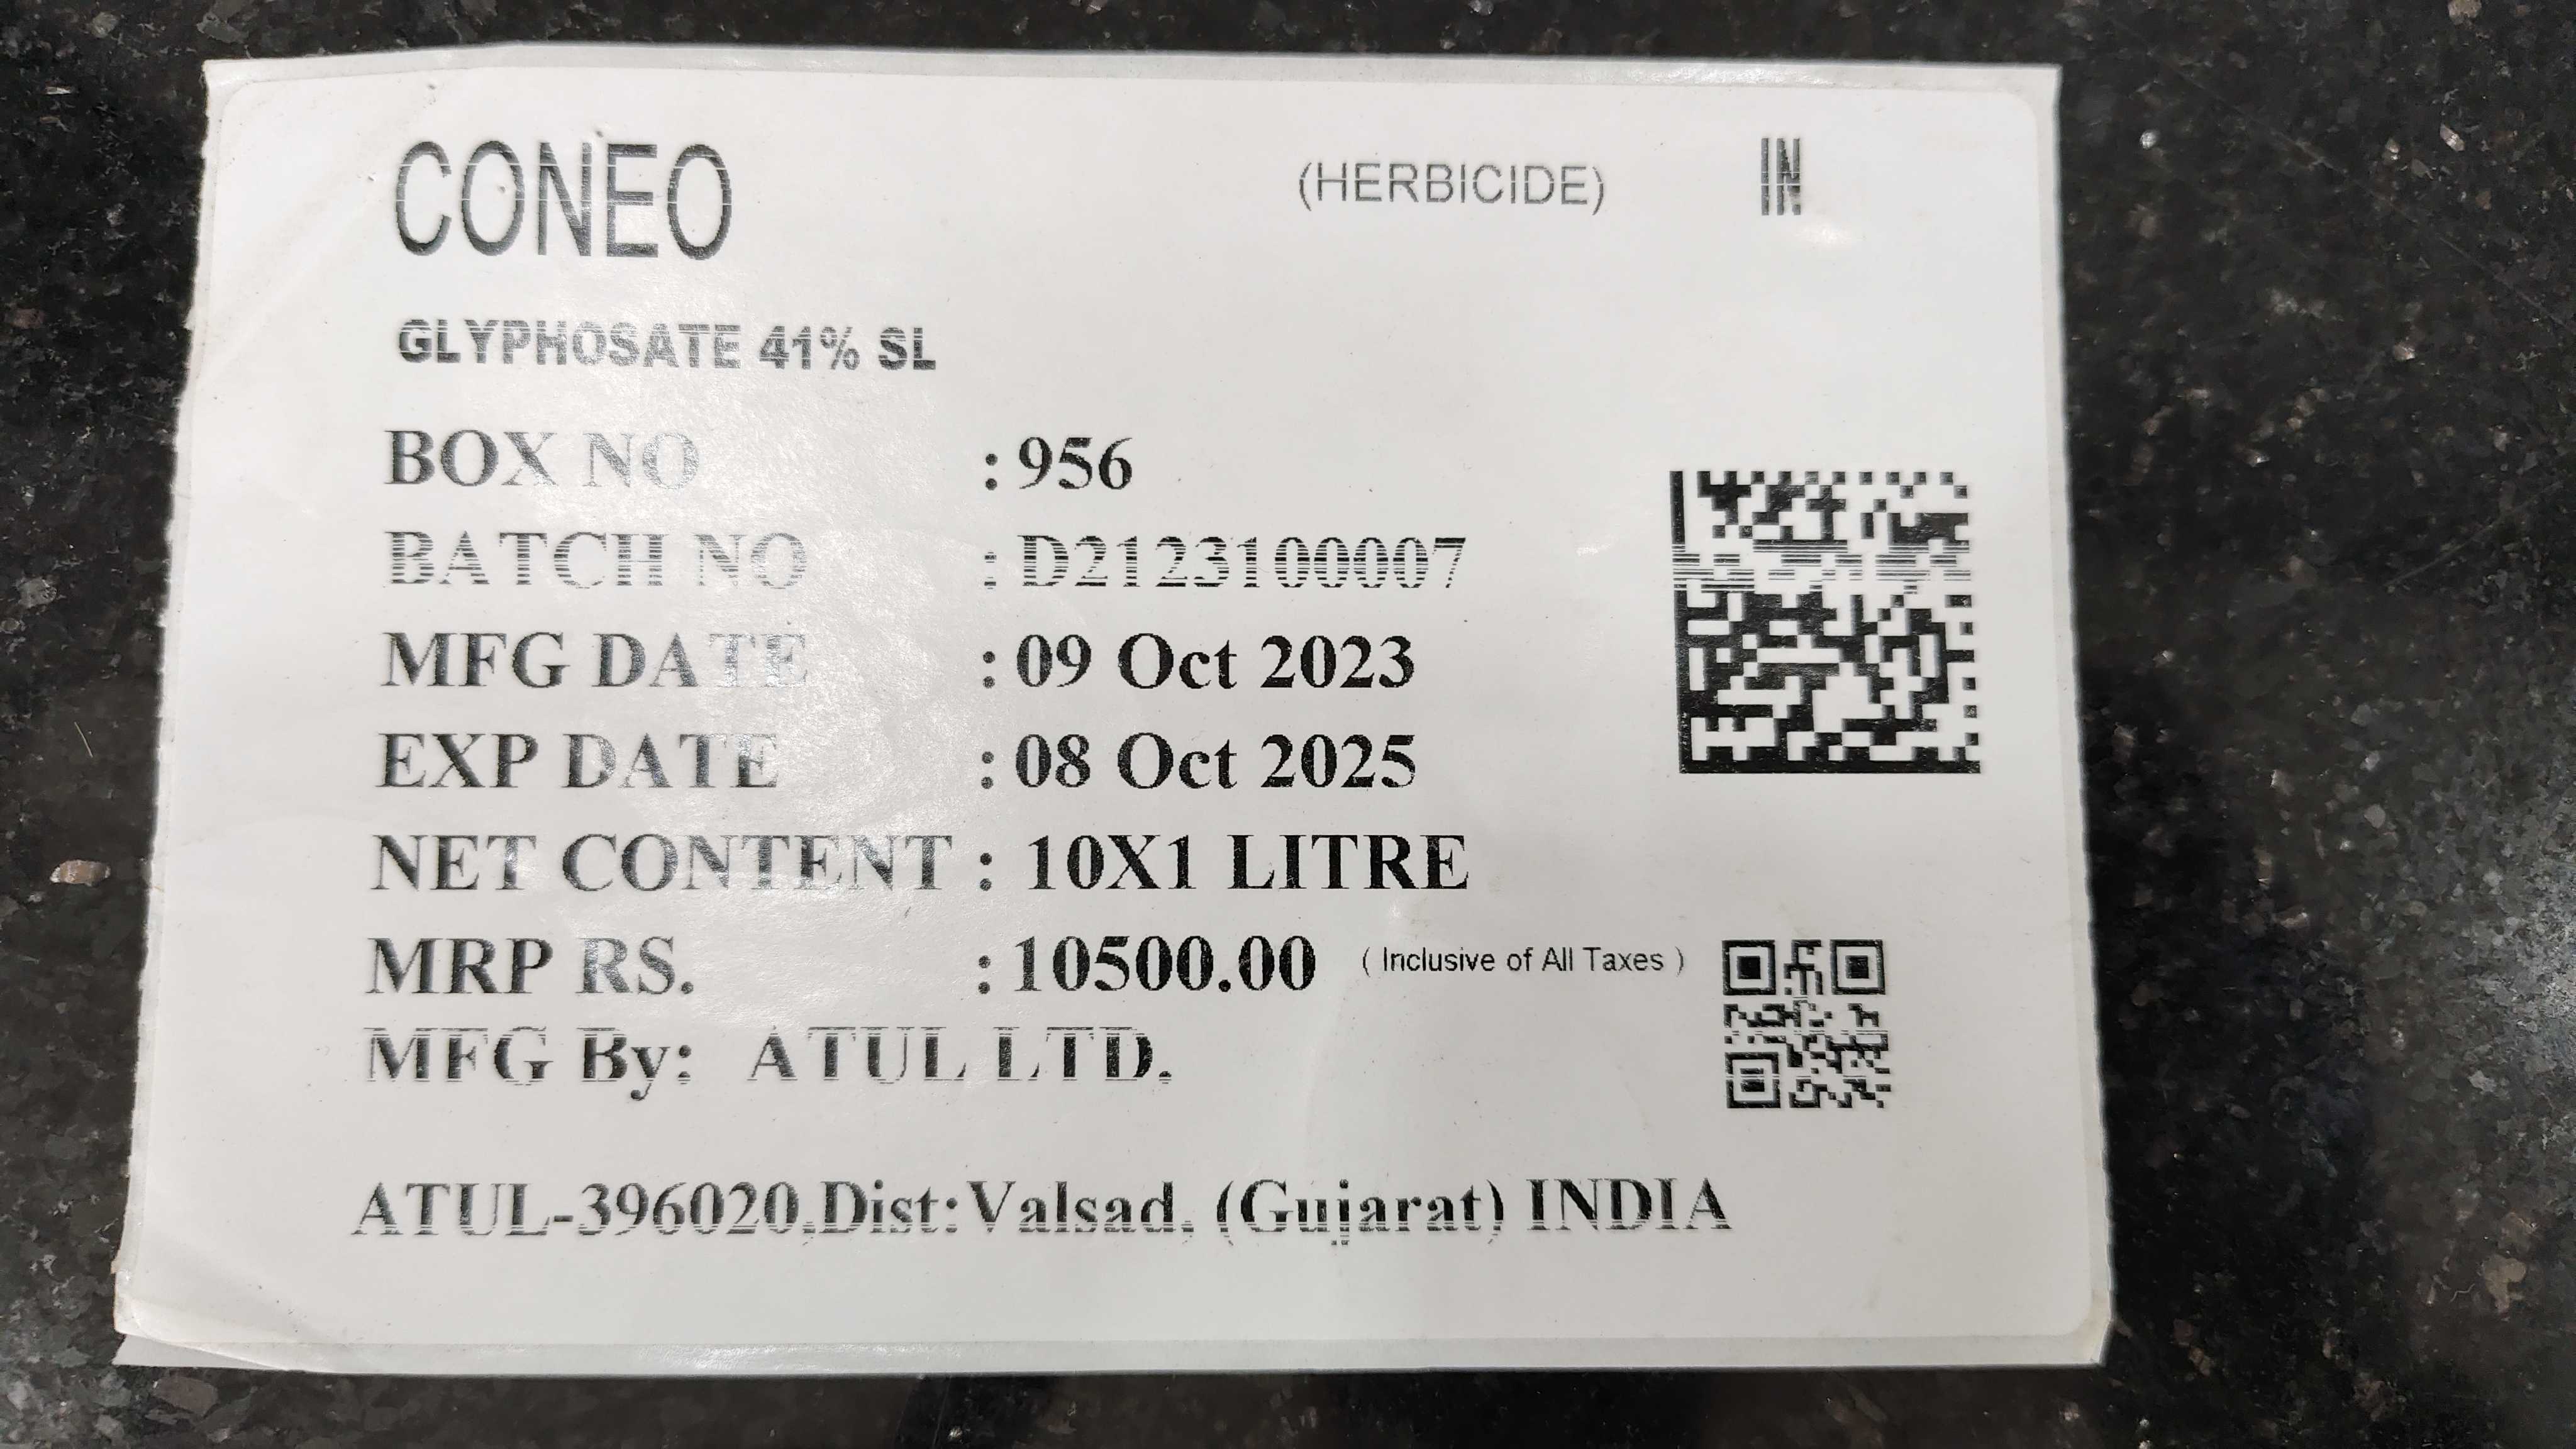 CONEO (HERBICIDE) IN
GLYPHOSATE 41% SL
BOX NO : 956
BATCH NO : D2123100007
MFG DATE : 09 Oct 2023
EXP DATE : 08 Oct 2025
NET CONTENT : 10X1 LITRE
MRP RS. : 10500.00 ( Inclusive of All Taxes )
MFG By: ATUL LTD.
ATUL-396020,Dist:Valsad, (Gujarat) INDIA